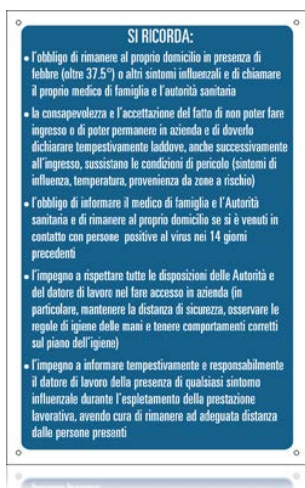 SI RICORDA:
• l'obbligo di rimanere al proprio domicilio in presenza di
febbre (oltre 37.5°) o altri sintomi influenzali e di chiamare
il proprio medico di famiglia e l'autorità sanitaria
• la consapevolezza e l'accettazione del fatto di non poter fare
ingresso o di poter permanere in azienda e di doverlo
dichiarare tempestivamente laddove, anche successivamente
all'ingresso, sussistano le condizioni di pericolo (sintomi di
influenza, temperatura, provenienza da zone a rischio)
• l'obbligo di informare il medico di famiglia e l'Autorità
sanitaria e di rimanere al proprio domicilio se si è venuti in
contatto con persone positive al virus nei 14 giorni
precedenti
• l'impegno a rispettare tutte le disposizioni delle Autorità e
del datore di lavoro nel fare accesso in azienda (in
particolare, mantenere la distanza di sicurezza, osservare le
regole di igiene delle mani e tenere comportamenti corretti
sul piano dell'igiene)
• l'impegno a informare tempestivamente e responsabilmente
il datore di lavoro della presenza di qualsiasi sintomo
influenzale durante l'espletamento della prestazione
lavorativa, avendo cura di rimanere ad adeguata distanza
dalle persone presenti